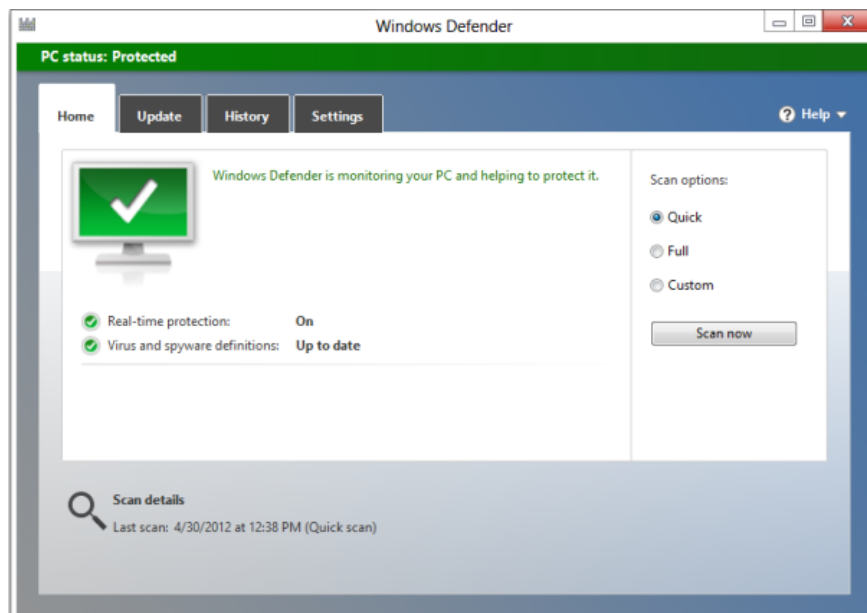 Windows Defender
PC status: Protected
Home
Update
History
Settings
Help
Windows Defender is monitoring your PC and helping to protect it.
Real-time protection: On
Virus and spyware definitions: Up to date
Scan options:
Quick
Full
Custom
Scan now
Scan details
Last scan: 4/30/2012 at 12:38 PM (Quick scan)